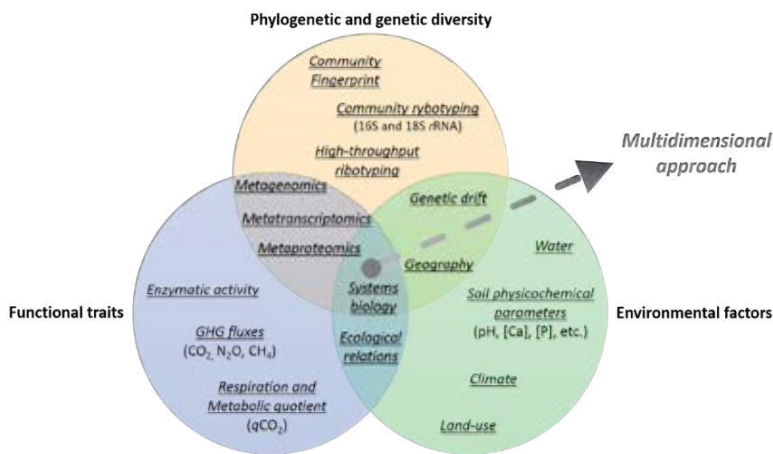 Phylogenetic and genetic diversity
Community
Fingerprint
Community rybotyping
(16S and 18S rRNA)
High-throughput
ribotyping
Metagenomics
Metatranscriptomics
Metaproteomics
Genetic drift
Geography
Multidimensional
approach
Functional traits
Enzymatic activity
GHG fluxes
(CO₂, N₂O, CH₄)
Respiration and
Metabolic quotient
(qCO₂)
Systems
biology
Ecological
relations
Water
Soil physicochemical
parameters
(pH, [Ca], [P], etc.)
Climate
Land-use
Environmental factors